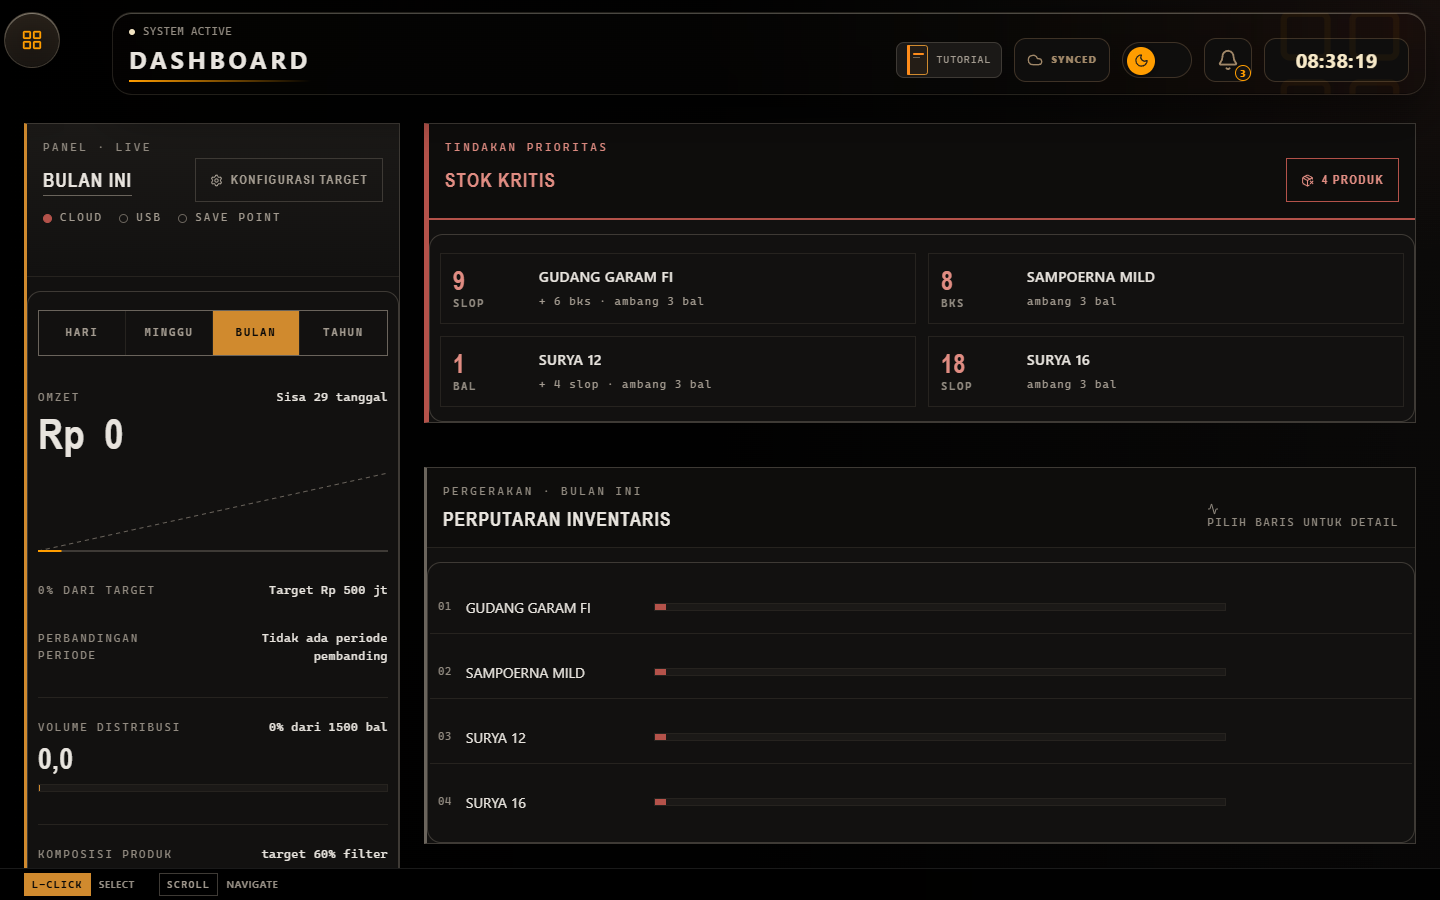 SYSTEM ACTIVE
DASHBOARD
TUTORIAL
SYNCED
3
08:38:19
PANEL · LIVE
BULAN INI
KONFIGURASI TARGET
CLOUD
USB
SAVE POINT
HARI
MINGGU
BULAN
TAHUN
OMZET
Sisa 29 tanggal
Rp 0
0% DARI TARGET
Target Rp 500 jt
PERBANDINGAN PERIODE
Tidak ada periode pembanding
VOLUME DISTRIBUSI
0% dari 1500 bal
0,0
KOMPOSISI PRODUK
target 60% filter
TINDAKAN PRIORITAS
STOK KRITIS
4 PRODUK
9 SLOP
GUDANG GARAM FI
+ 6 bks · ambang 3 bal
8 BKS
SAMPOERNA MILD
ambang 3 bal
1 BAL
SURYA 12
+ 4 slop · ambang 3 bal
18 SLOP
SURYA 16
ambang 3 bal
PERGERAKAN · BULAN INI
PERPUTARAN INVENTARIS
PILIH BARIS UNTUK DETAIL
01 GUDANG GARAM FI
02 SAMPOERNA MILD
03 SURYA 12
04 SURYA 16
L-CLICK SELECT
SCROLL NAVIGATE